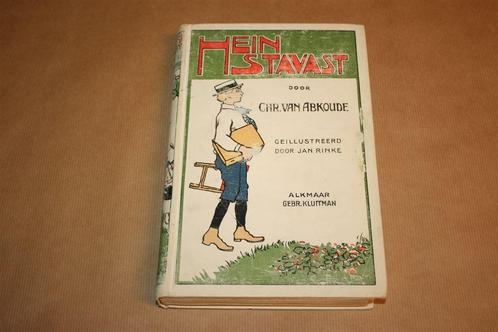 HEIN
STAVAST
DOOR
CHR. VAN ABKOUDE
GEILLUSTREERD
DOOR JAN RINKE
ALKMAAR
GEBR. KLUITMAN